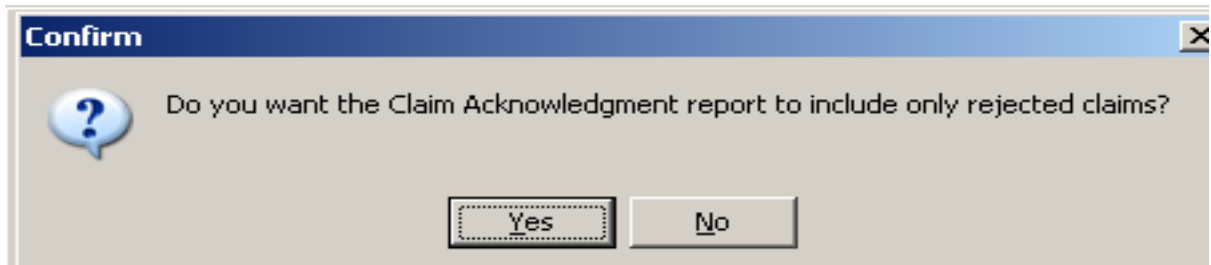 Confirm
Do you want the Claim Acknowledgment report to include only rejected claims?
Yes
No